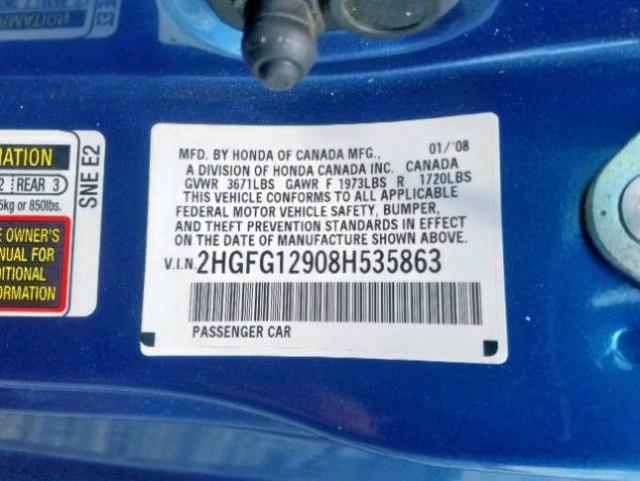 MATION
2 REAR 3
5kg or 850lbs.
E OWNER'S
NUAL FOR
DITIONAL
FORMATION
SNE E2
MFD. BY HONDA OF CANADA MFG., 01/'08
A DIVISION OF HONDA CANADA INC. CANADA
GVWR 3671LBS GAWR F 1973LBS R 1720LBS
THIS VEHICLE CONFORMS TO ALL APPLICABLE
FEDERAL MOTOR VEHICLE SAFETY, BUMPER,
AND THEFT PREVENTION STANDARDS IN EFFECT
ON THE DATE OF MANUFACTURE SHOWN ABOVE.
V.I.N. 2HGFG12908H535863
PASSENGER CAR